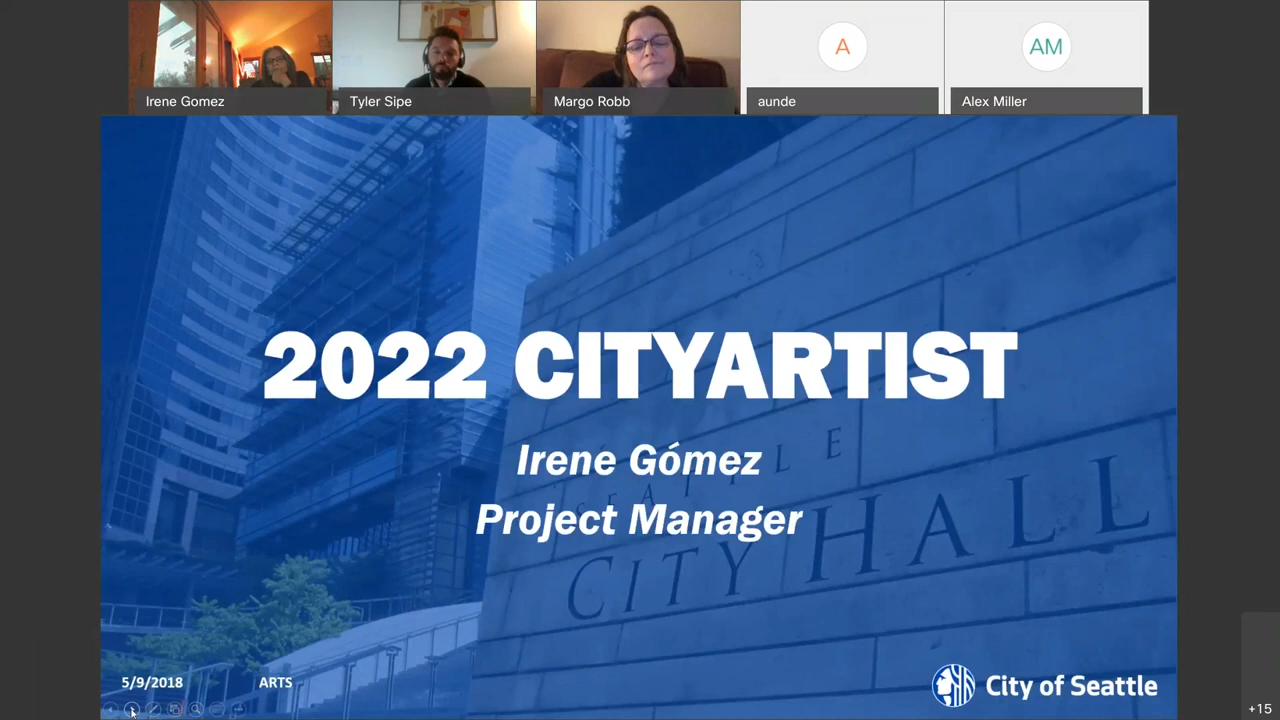 Irene Gomez
Tyler Sipe
Margo Robb
A
aunde
AM
Alex Miller
2022 CITYARTIST
Irene Gómez
Project Manager
SEATTLE
CITY HALL
5/9/2018
ARTS
City of Seattle
+15